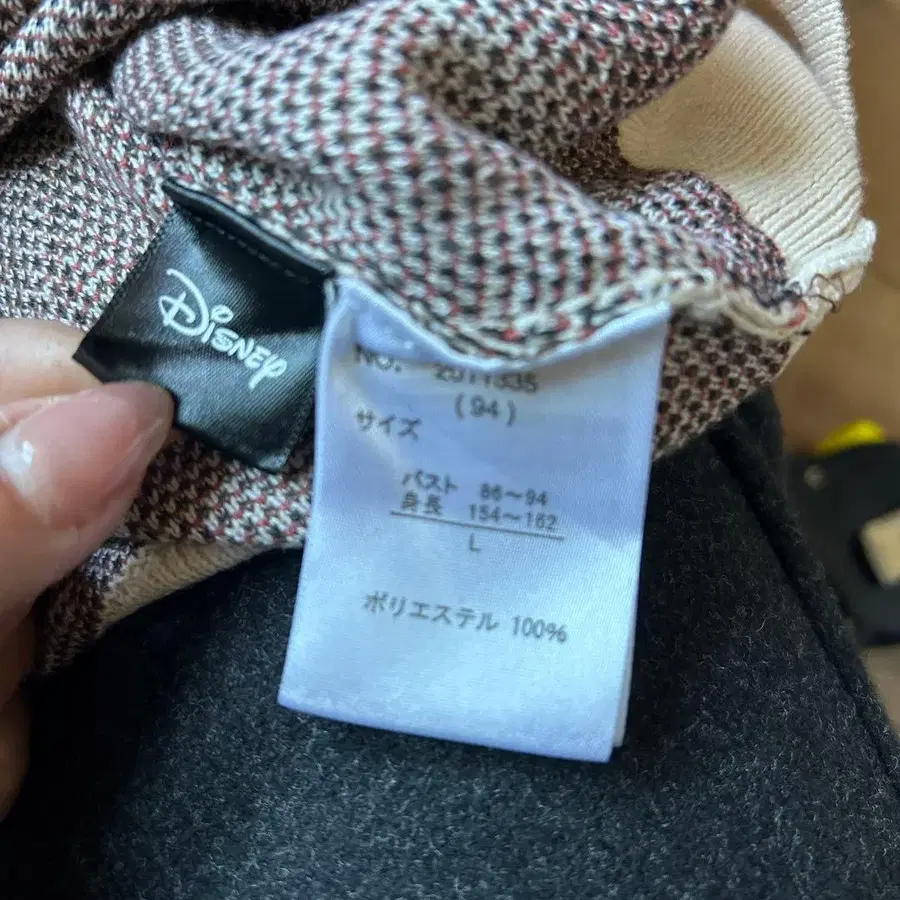 Disney
NO. 2011335
(94)
サイズ
バスト 86～94
身長 154～162
L
ポリエステル 100%